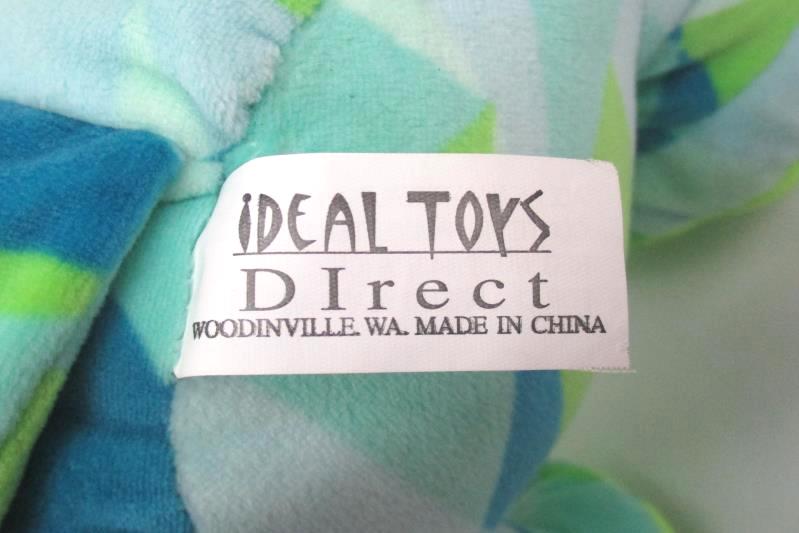 iDEAL TOYS
DIrect
WOODINVILLE. WA. MADE IN CHINA